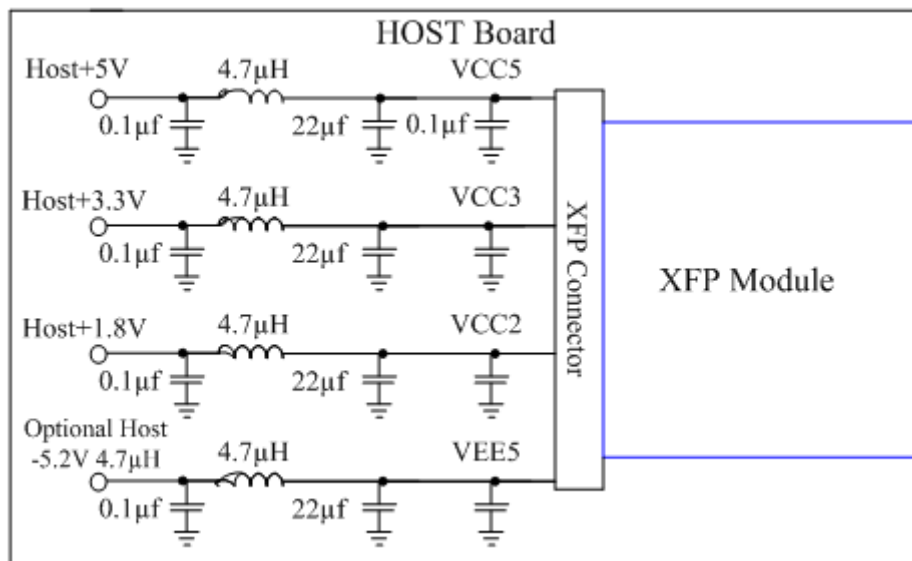 HOST Board
Host+5V
4.7µH
VCC5
0.1µf
22µf
0.1µf
Host+3.3V
4.7µH
VCC3
0.1µf
22µf
Host+1.8V
4.7µH
VCC2
0.1µf
22µf
Optional Host
-5.2V 4.7µH
4.7µH
VEE5
0.1µf
22µf
XFP Connector
XFP Module